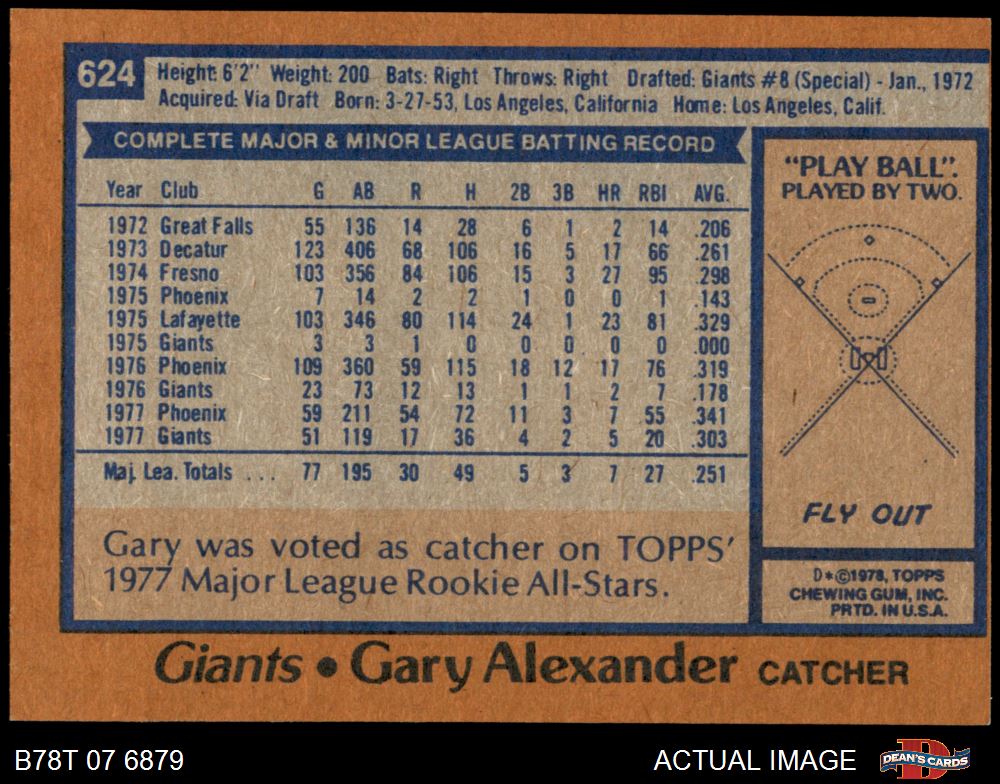 624
Height: 6'2" Weight: 200 Bats: Right Throws: Right Drafted: Giants #8 (Special) - Jan., 1972
Acquired: Via Draft Born: 3-27-53, Los Angeles, California Home: Los Angeles, Calif.
COMPLETE MAJOR & MINOR LEAGUE BATTING RECORD
Year Club G AB R H 2B 3B HR RBI AVG.
1972 Great Falls 55 136 14 28 6 1 2 14 .206
1973 Decatur 123 406 68 106 16 5 17 66 .261
1974 Fresno 103 356 84 106 15 3 27 95 .298
1975 Phoenix 7 14 2 2 1 0 0 1 .143
1975 Lafayette 103 346 80 114 24 1 23 81 .329
1975 Giants 3 3 1 0 0 0 0 0 .000
1976 Phoenix 109 360 59 115 18 12 17 76 .319
1976 Giants 23 73 12 13 1 1 2 7 .178
1977 Phoenix 59 211 54 72 11 3 7 55 .341
1977 Giants 51 119 17 36 4 2 5 20 .303
Maj. Lea. Totals . . . 77 195 30 49 5 3 7 27 .251
Gary was voted as catcher on TOPPS'
1977 Major League Rookie All-Stars.
"PLAY BALL".
PLAYED BY TWO.
FLY OUT
D*©1978, TOPPS
CHEWING GUM, INC.
PRTD. IN U.S.A.
Giants • Gary Alexander CATCHER
B78T 07 6879
ACTUAL IMAGE
DEAN'S CARDS